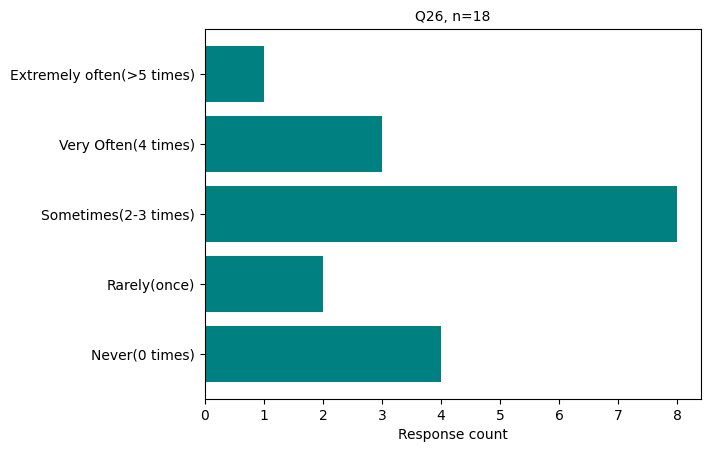 Q26, n=18
Extremely often(>5 times)
Very Often(4 times)
Sometimes(2-3 times)
Rarely(once)
Never(0 times)
0 1 2 3 4 5 6 7 8
Response count